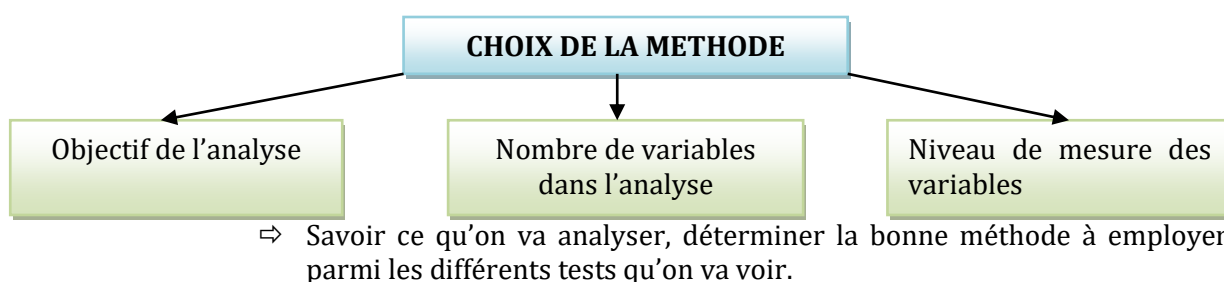 CHOIX DE LA METHODE
Objectif de l’analyse
Nombre de variables
dans l’analyse
Niveau de mesure des
variables
⇨ Savoir ce qu’on va analyser, déterminer la bonne méthode à employer
parmi les différents tests qu’on va voir.